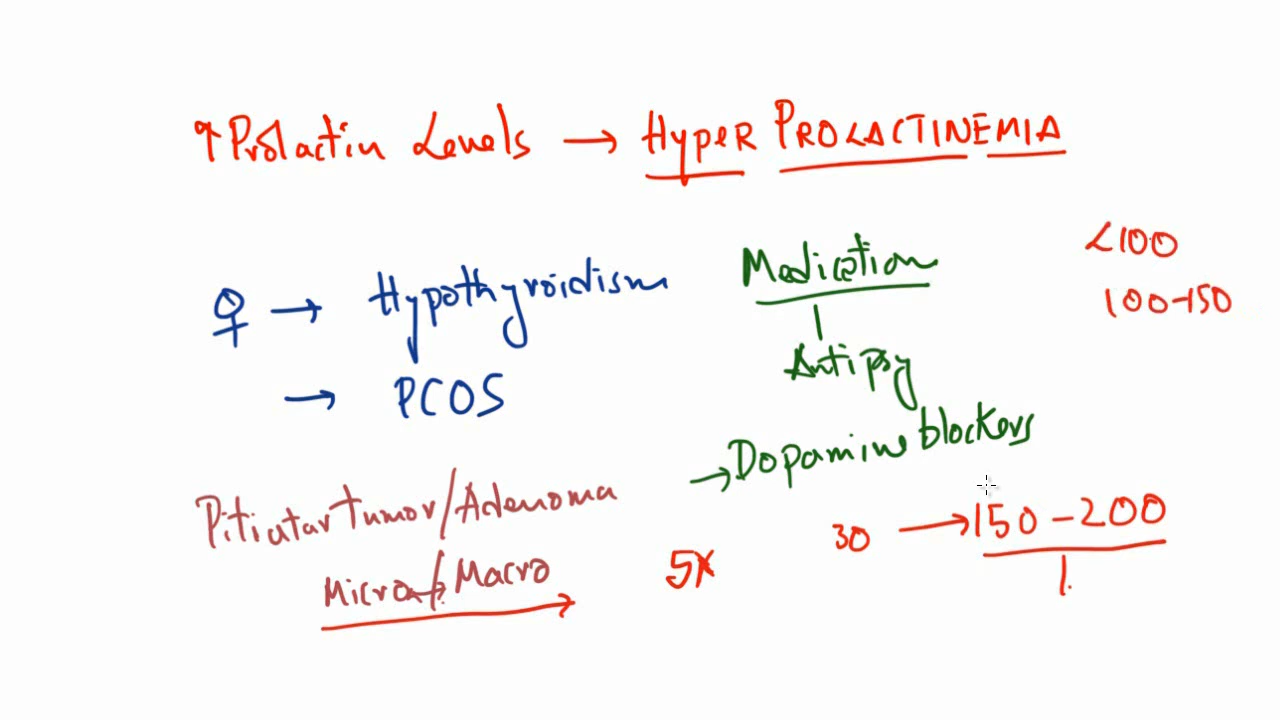 ↑ Prolactin Levels → HypeR PROLACTINEMIA
♀ → Hypothyroidism
→ PCOS
Medication
Antipsy
→ Dopamine blockers
<100
100-150
Pitiutar Tumor/Adenoma
Micro / Macro
5X
30 → 150-200